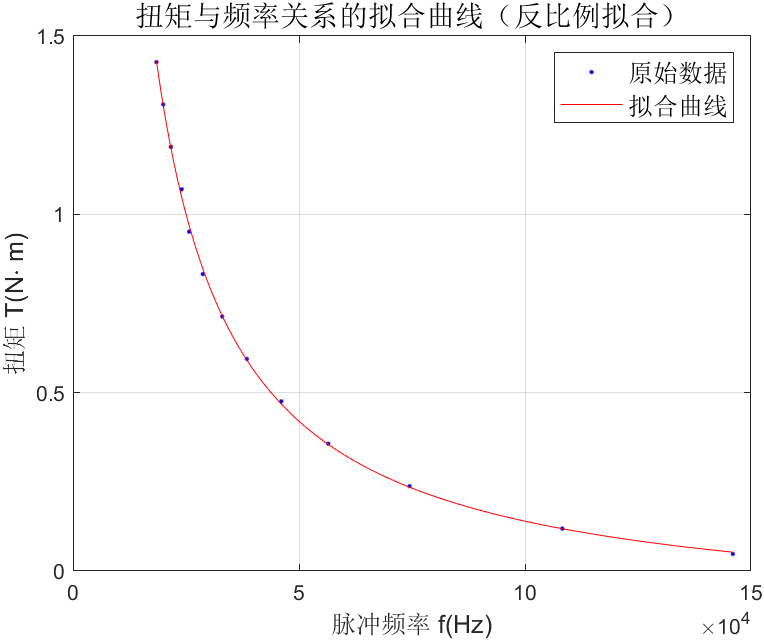 扭矩与频率关系的拟合曲线（反比例拟合）
原始数据
拟合曲线
扭矩 T(N· m)
1.5
1
0.5
0
0 5 10 15
×10⁴
脉冲频率 f(Hz)